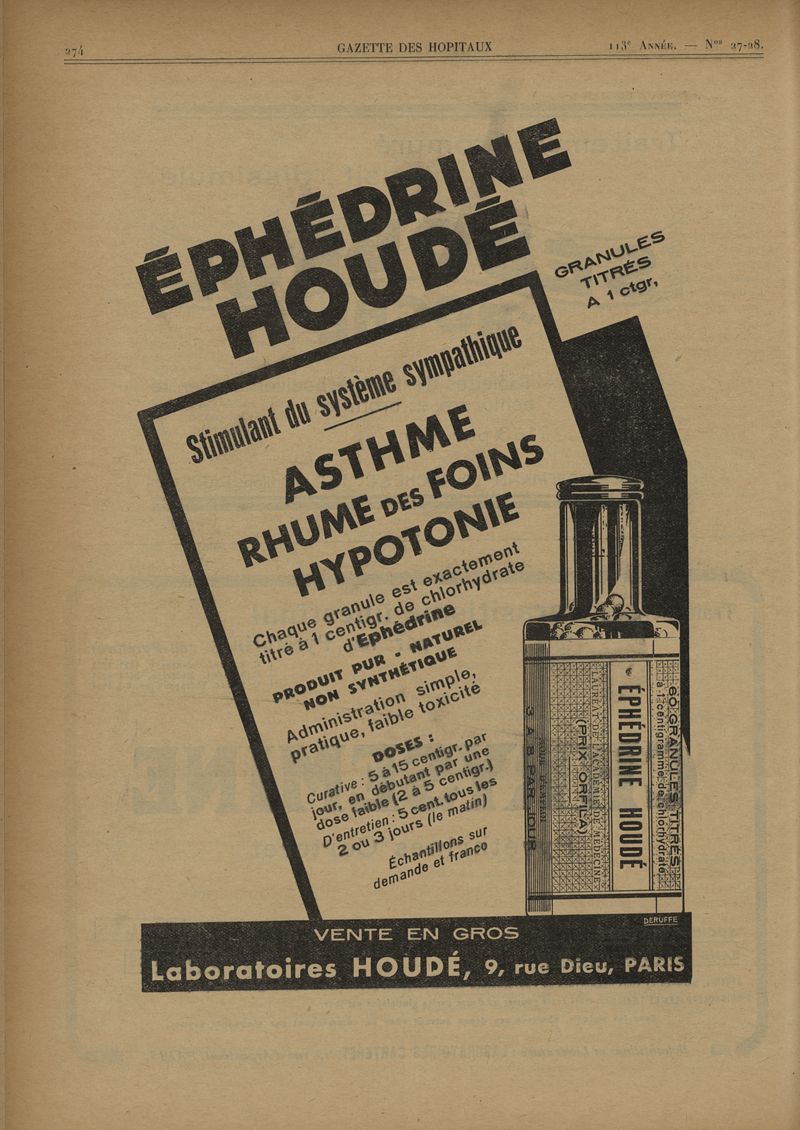 274 GAZETTE DES HOPITAUX 113e ANNÉE. — Nos 27-28.
ÉPHÉDRINE
HOUDÉ
GRANULES
TITRÉS
A 1 ctgr,
Stimulant du système sympathique
ASTHME
RHUME DES FOINS
HYPOTONIE
Chaque granule est exactement
titré à 1 centigr. de chlorhydrate
d'Ephédrine
PRODUIT PUR - NATUREL
NON SYNTHÉTIQUE
Administration simple,
pratique, faible toxicité
DOSES :
Curative : 5 à 15 centigr. par
jour, en débutant par une
dose faible (2 à 5 centigr.)
D'entretien : 5 cent. tous les
2 ou 3 jours (le matin)
Échantillons sur
demande et franco
60 GRANULES TITRÉS
à 1 centigramme de chlorhydrate
ÉPHÉDRINE HOUDÉ
LAURÉAT DE L'ACADÉMIE DE MÉDECINE
(PRIX ORFILA)
3 A 8 PAR JOUR
DERUFFE
VENTE EN GROS
Laboratoires HOUDÉ, 9, rue Dieu, PARIS